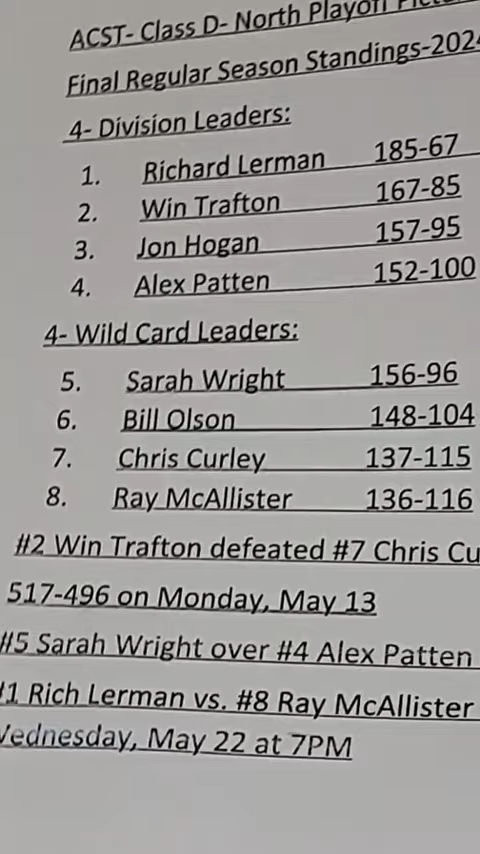 ACST- Class D- North Playoff
Final Regular Season Standings-2024
4- Division Leaders:
1. Richard Lerman 185-67
2. Win Trafton 167-85
3. Jon Hogan 157-95
4. Alex Patten 152-100
4- Wild Card Leaders:
5. Sarah Wright 156-96
6. Bill Olson 148-104
7. Chris Curley 137-115
8. Ray McAllister 136-116
#2 Win Trafton defeated #7 Chris Cu
517-496 on Monday, May 13
#5 Sarah Wright over #4 Alex Patten
#1 Rich Lerman vs. #8 Ray McAllister
Wednesday, May 22 at 7PM